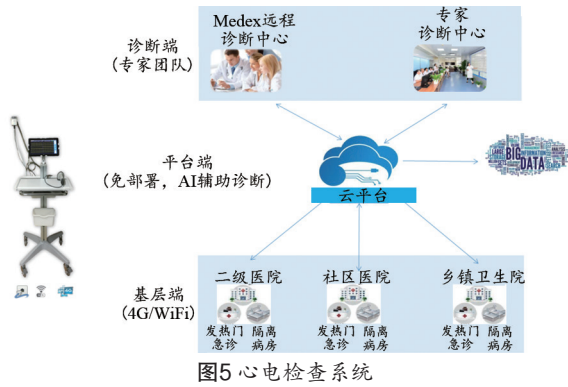 Medex远程
诊断中心
专家
诊断中心
诊断端
(专家团队)
平台端
(免部署，AI辅助诊断)
云平台
BIG
DATA
基层端
(4G/WiFi)
二级医院
社区医院
乡镇卫生院
发热门
急诊
隔离
病房
发热门
急诊
隔离
病房
发热门
急诊
隔离
病房
图5 心电检查系统